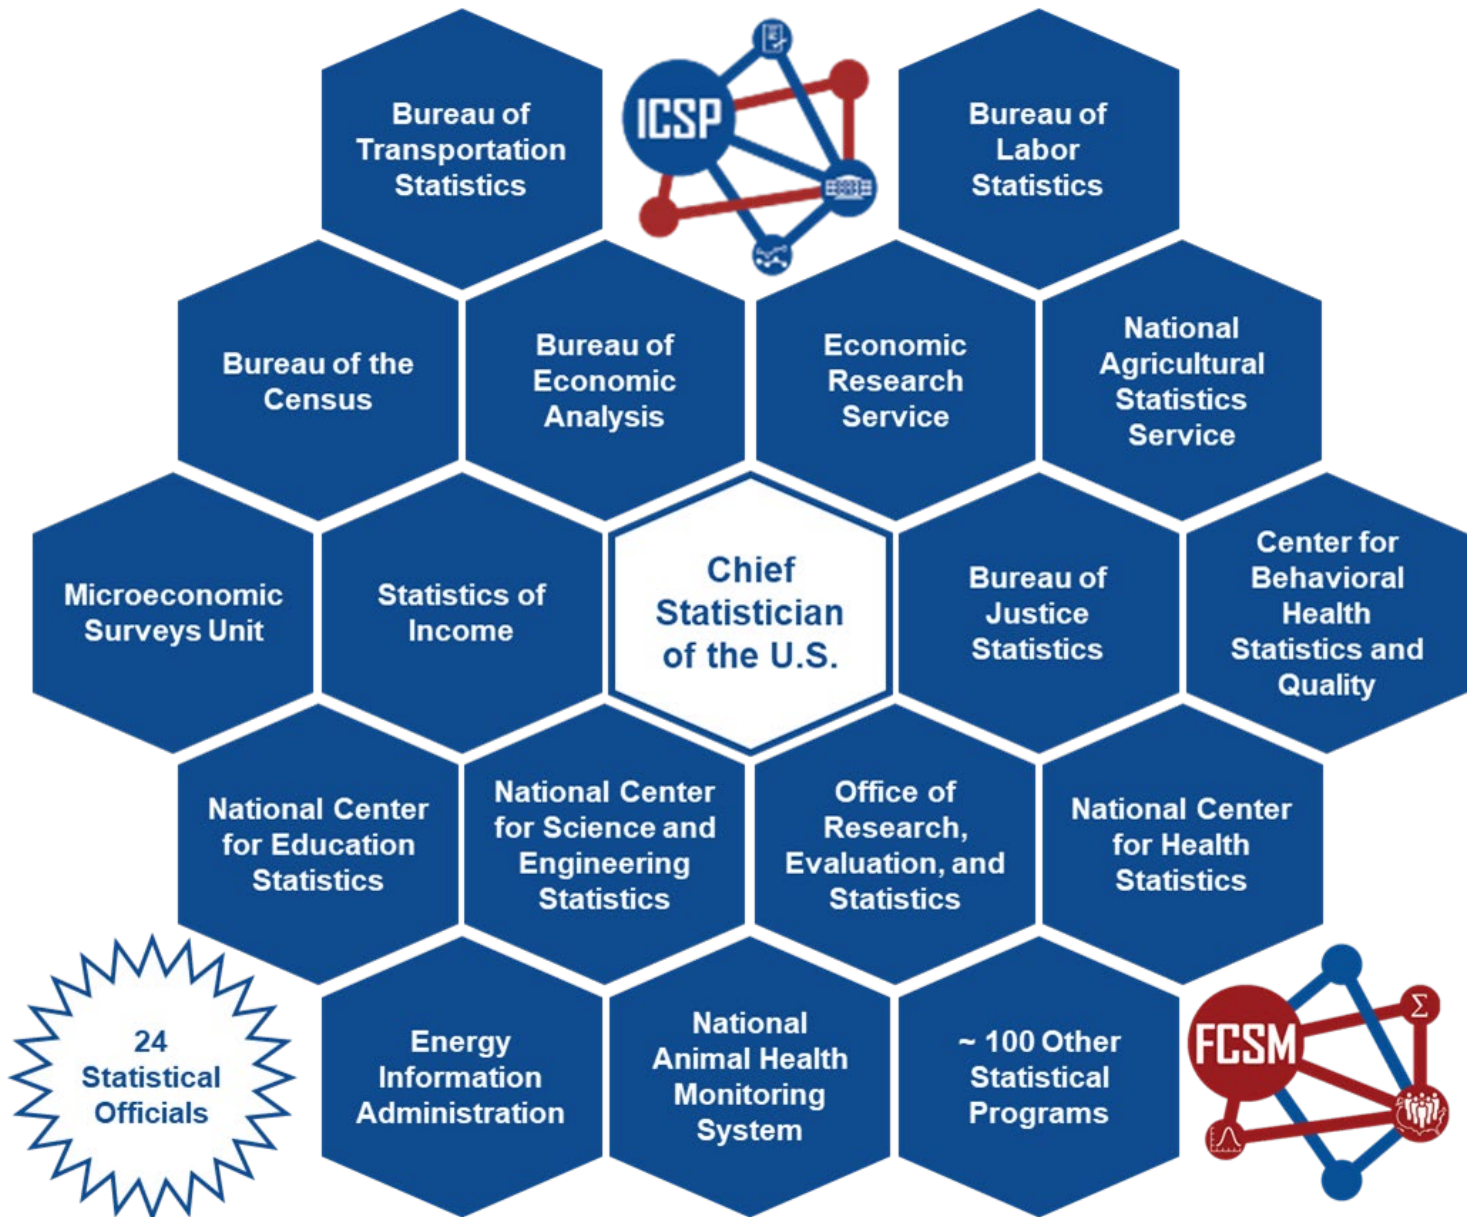 Bureau of
Transportation
Statistics
ICSP
Bureau of
Labor
Statistics
Bureau of the
Census
Bureau of
Economic
Analysis
Economic
Research
Service
National
Agricultural
Statistics
Service
Microeconomic
Surveys Unit
Statistics of
Income
Chief
Statistician
of the U.S.
Bureau of
Justice
Statistics
Center for
Behavioral
Health
Statistics and
Quality
National Center
for Education
Statistics
National Center
for Science and
Engineering
Statistics
Office of
Research,
Evaluation, and
Statistics
National Center
for Health
Statistics
24
Statistical
Officials
Energy
Information
Administration
National
Animal Health
Monitoring
System
~ 100 Other
Statistical
Programs
FCSM
Σ